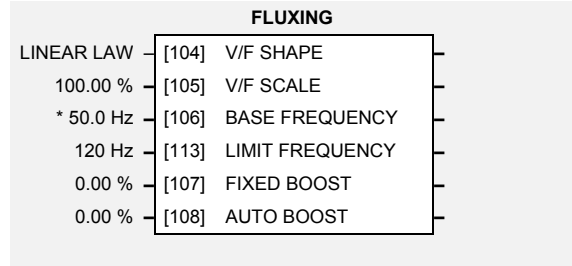 FLUXING
LINEAR LAW [104] V/F SHAPE
100.00 % [105] V/F SCALE
* 50.0 Hz [106] BASE FREQUENCY
120 Hz [113] LIMIT FREQUENCY
0.00 % [107] FIXED BOOST
0.00 % [108] AUTO BOOST